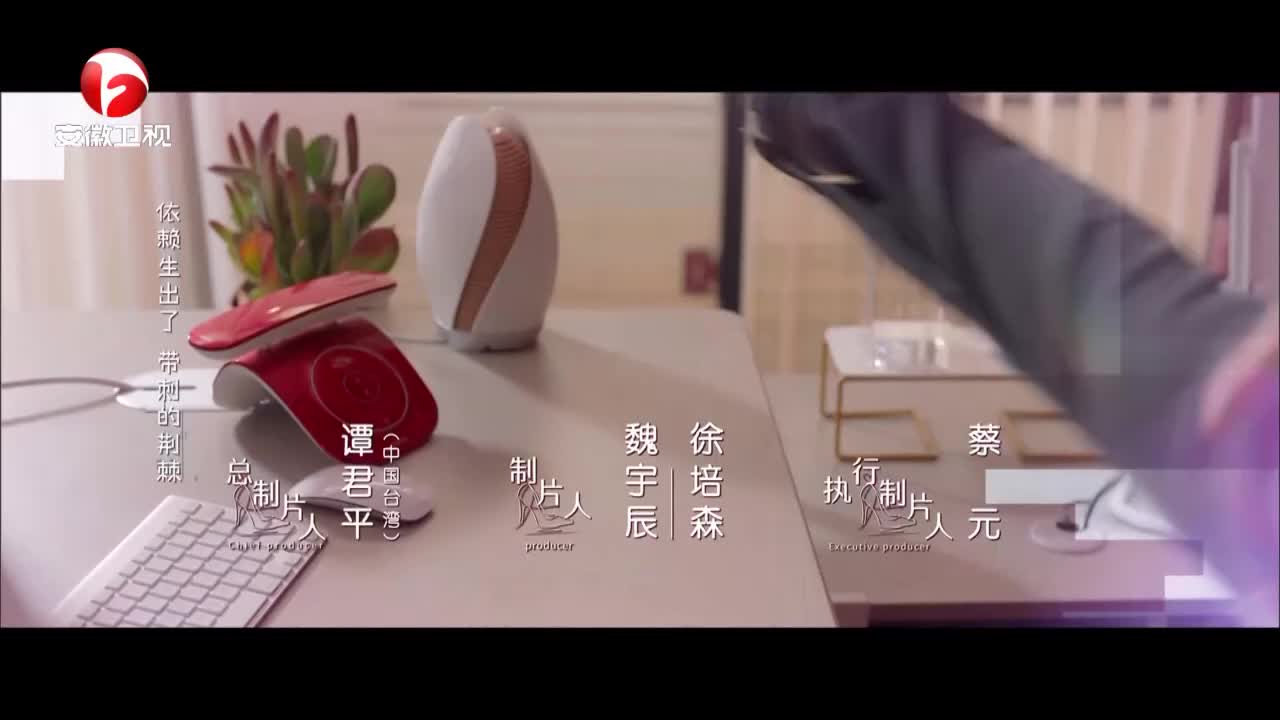 安徽卫视
依赖生出了 带刺的荆棘
总制片人
Chief producer
谭君平
（中国台湾）
制片人
producer
魏宇辰
徐培森
执行制片人
Executive producer
蔡元